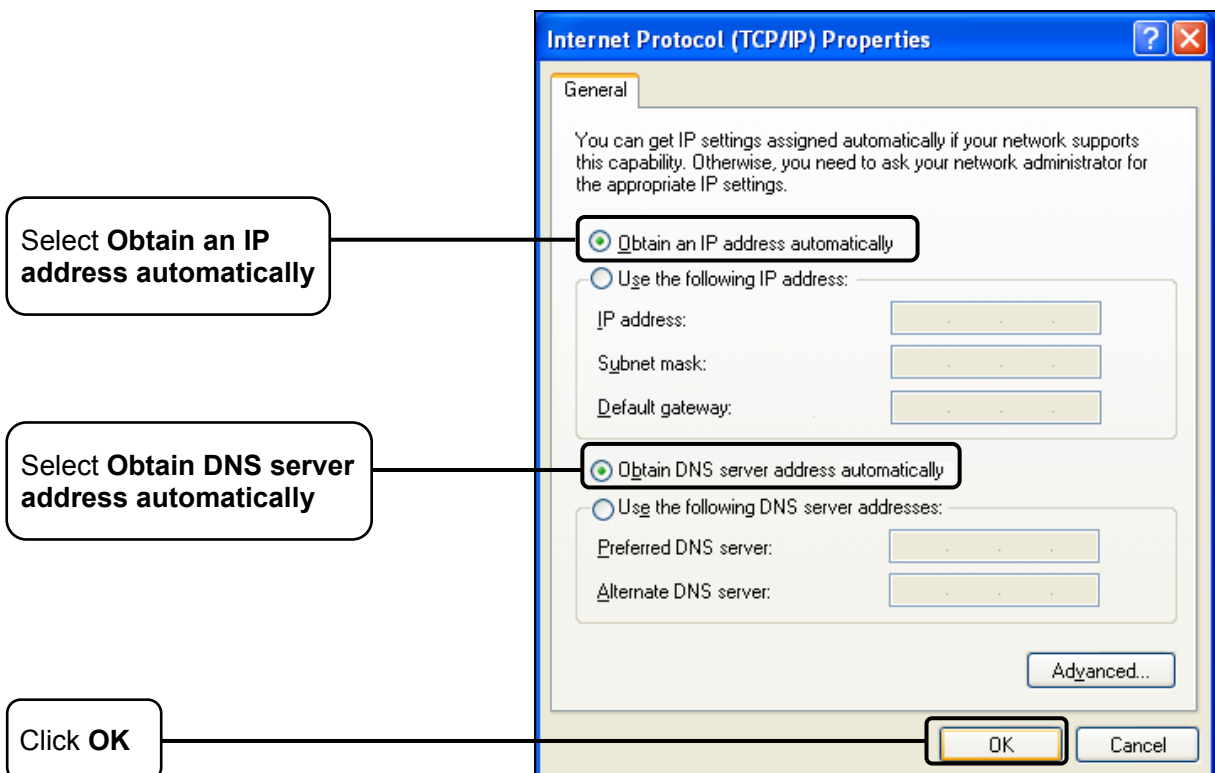 Internet Protocol (TCP/IP) Properties
General
You can get IP settings assigned automatically if your network supports
this capability. Otherwise, you need to ask your network administrator for
the appropriate IP settings.
Select Obtain an IP
address automatically
Obtain an IP address automatically
Use the following IP address:
IP address:
Subnet mask:
Default gateway:
Select Obtain DNS server
address automatically
Obtain DNS server address automatically
Use the following DNS server addresses:
Preferred DNS server:
Alternate DNS server:
Advanced...
Click OK
OK
Cancel